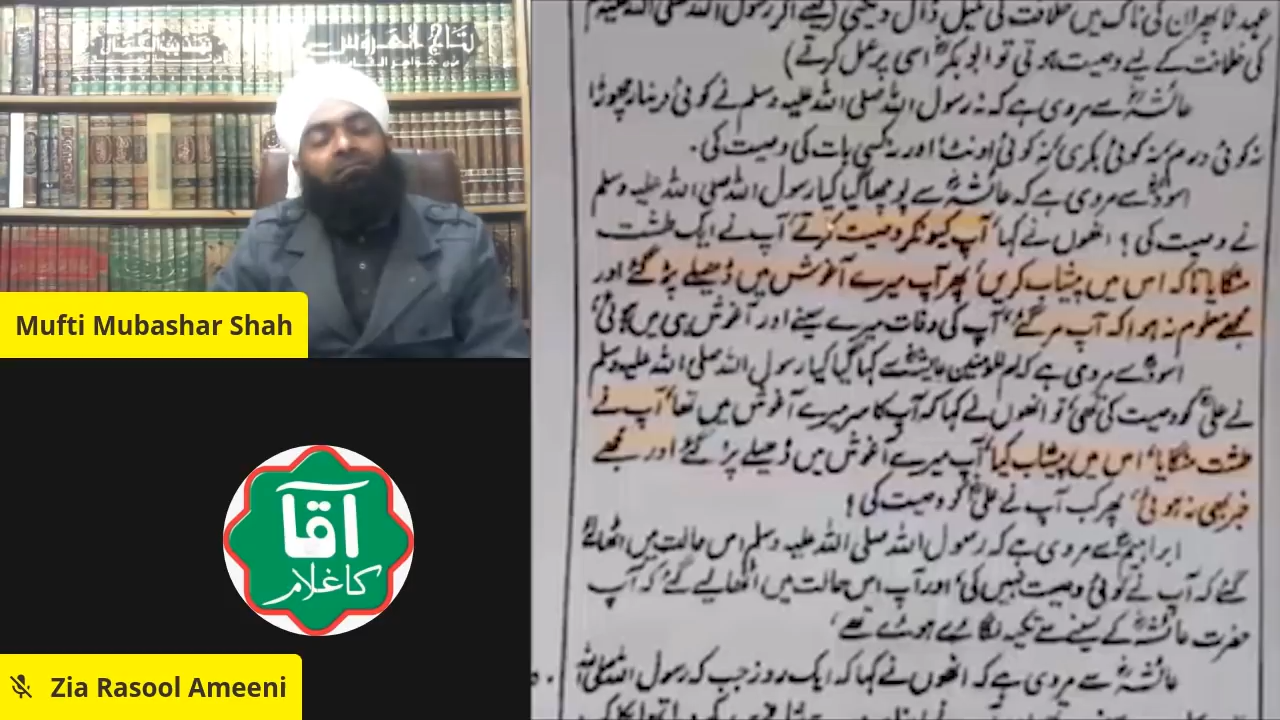 تاج العروس
Mufti Mubashar Shah
آقا
کا غلام
Zia Rasool Ameeni
کی خلافت کے لیے وصیت ہوتی تو ابوبکرؓ اسی پر عمل کرتے)
عائشہؓ سے مروی ہے کہ نہ رسول اللہ صلی اللہ علیہ وسلم نے کوئی دینار چھوڑا
نہ کوئی درم، نہ کوئی بکری، نہ کوئی اونٹ، اور نہ کسی بات کی وصیت کی۔
اسودؓ سے مروی ہے کہ عائشہؓ سے پوچھا گیا کیا رسول اللہ صلی اللہ علیہ وسلم
نے وصیت کی؟ انھوں نے کہا، آپ کیونکر وصیت کرتے، آپ نے ایک طشت
منگایا تاکہ اس میں پیشاب کریں، پھر آپ میرے آغوش میں ڈھیلے پڑ گئے اور
مجھے معلوم نہ ہوا کہ آپ مر گئے، آپ کی وفات میرے سینے اور آغوش ہی میں ہوئی،
اسودؓ سے مروی ہے کہ ام المومنین عایشہؓ سے کہا گیا کیا رسول اللہ صلی اللہ علیہ وسلم
نے علیؓ کو وصیت کی تھی، تو انھوں نے کہا کہ آپ کا سر میرے آغوش میں تھا، آپ نے
طشت منگایا، اس میں پیشاب کیا، آپ میرے آغوش میں ڈھیلے پڑ گئے اور مجھے
خبر بھی نہ ہوئی، پھر کب آپ نے علیؓ کو وصیت کی؟
ابراہیمؒ سے مروی ہے کہ رسول اللہ صلی اللہ علیہ وسلم اس حالت میں اٹھائے
گئے کہ آپ نے کوئی وصیت نہیں کی، اور آپ اس حالت میں اٹھا لیے گئے کہ آپ
حضرت عائشہؓ کے سینے سے تکیہ لگائے ہوئے تھے،
عائشہؓ سے مروی ہے کہ انھوں نے کہا کہ ایک روز جب کہ رسول اللہ صلی اللہ